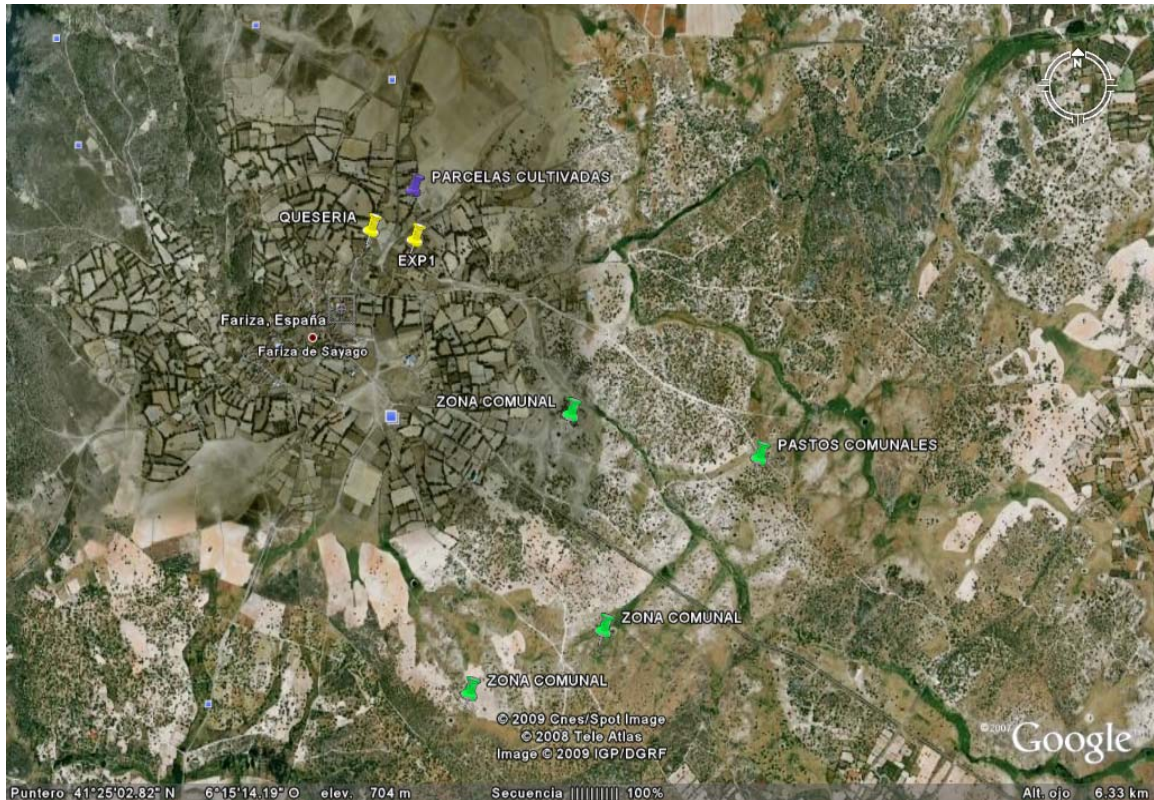 N
PARCELAS CULTIVADAS
QUESERIA
EXP1
Fariza, España
Fariza de Sayago
ZONA COMUNAL
PASTOS COMUNALES
ZONA COMUNAL
ZONA COMUNAL
© 2009 Cnes/Spot Image
© 2008 Tele Atlas
Image © 2009 IGP/DGRF
©2007 Google
Puntero 41°25'02.82" N 6°15'14.19" O elev. 704 m Secuencia |||||||||| 100% Alt. ojo 6.33 km